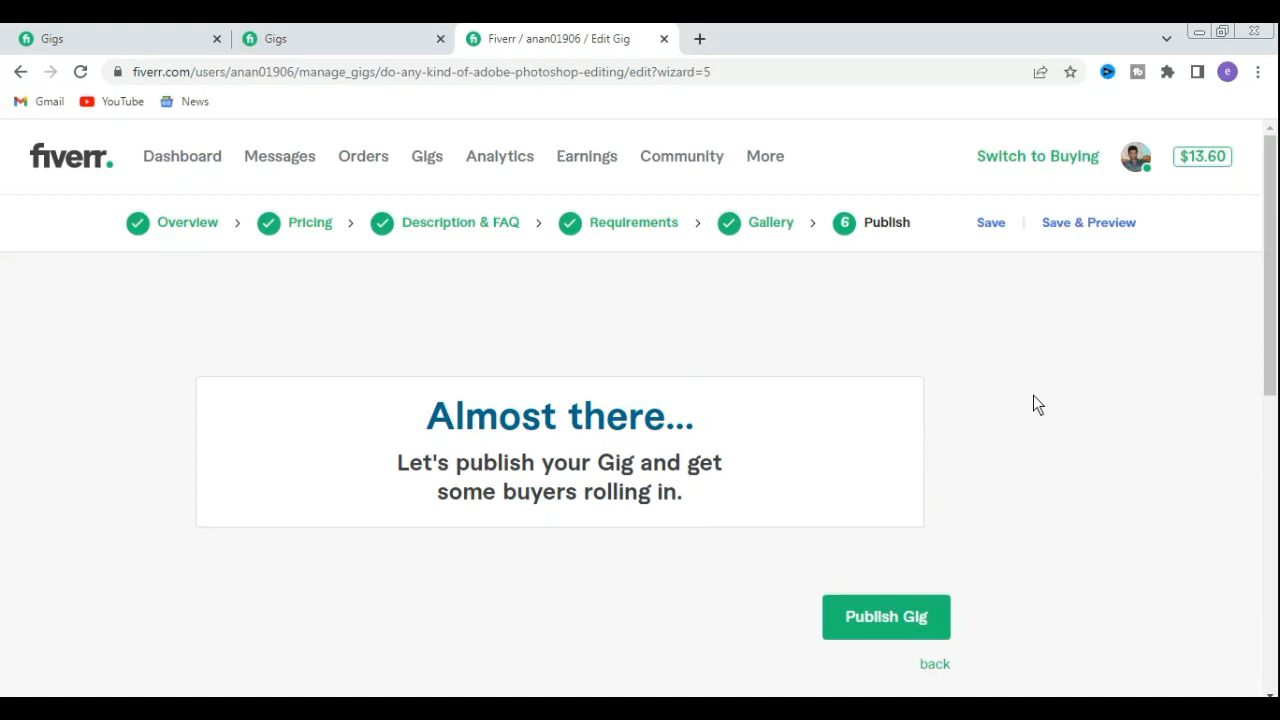 Gigs
Gigs
Fiverr / anan01906 / Edit Gig
fiverr.com/users/anan01906/manage_gigs/do-any-kind-of-adobe-photoshop-editing/edit?wizard=5
tb
e
Gmail
YouTube
News
fiverr.
Dashboard Messages Orders Gigs Analytics Earnings Community More
Switch to Buying
$13.60
Overview > Pricing > Description & FAQ > Requirements > Gallery > 6 Publish
Save | Save & Preview
Almost there...
Let's publish your Gig and get
some buyers rolling in.
Publish Gig
back